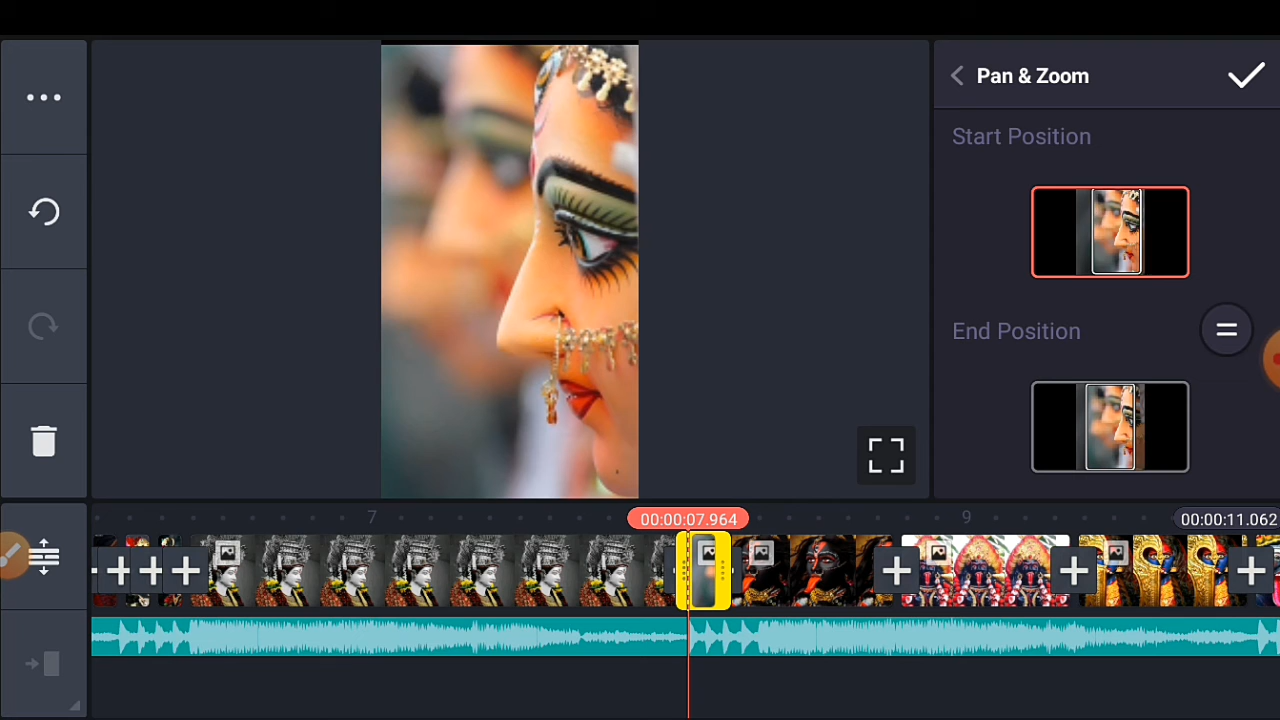 Pan & Zoom
Start Position
End Position
7
00:00:07.964
9
00:00:11.062